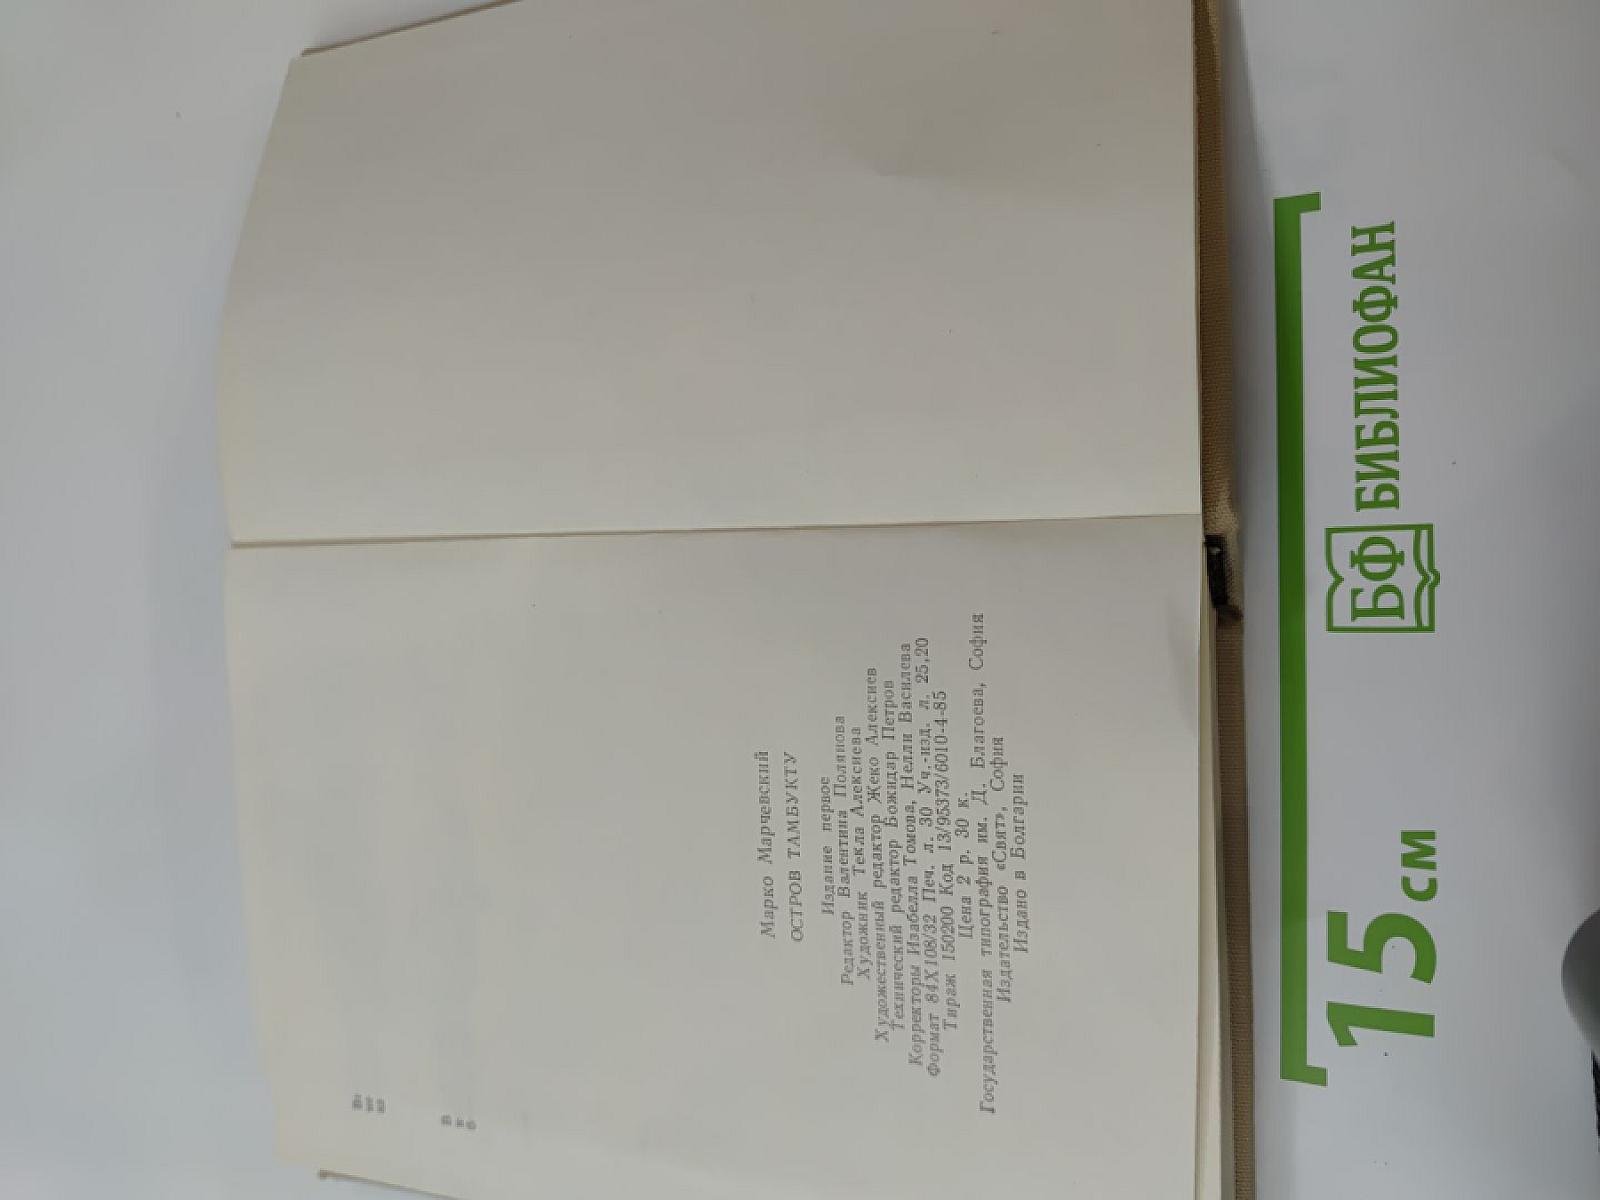 Марко Марчевский
ОСТРОВ ТАМБУКТУ
Издание первое
Редактор Валентина Полянова
Художник Текла Алексиева
Художественный редактор Жеко Алексиев
Технический редактор Божидар Петров
Корректоры Изабелла Томова, Нелли Василева
Формат 84X108/32 Печ. л. 30 Уч.-изд. л. 25,20
Тираж 150200 Код 13/95373/6010-4-85
Цена 2 р. 30 к.
Государственная типография им. Д. Благоева, София
Издательство «Свят», София
Издано в Болгарии
15 см
БФ БИБЛИОФАН